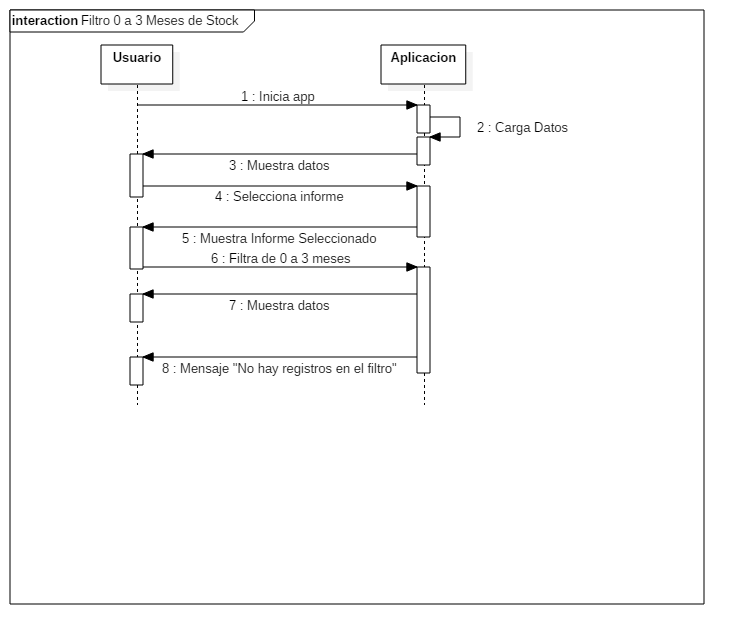 interaction Filtro 0 a 3 Meses de Stock
Usuario
Aplicacion
1 : Inicia app
2 : Carga Datos
3 : Muestra datos
4 : Selecciona informe
5 : Muestra Informe Seleccionado
6 : Filtra de 0 a 3 meses
7 : Muestra datos
8 : Mensaje "No hay registros en el filtro"